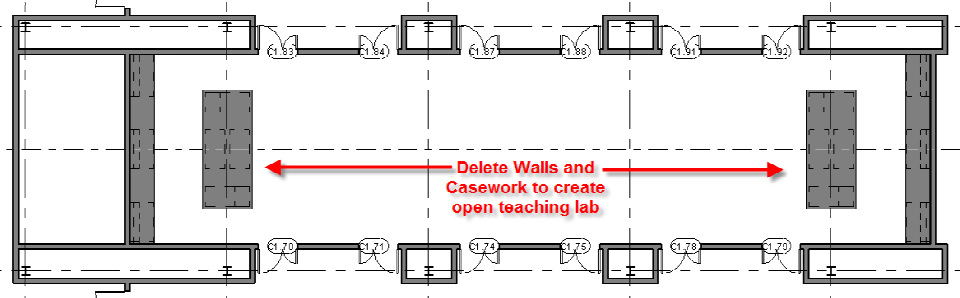 C1.83 C1.84 C1.87 C1.88 C1.91 C1.92
Delete Walls and
Casework to create
open teaching lab
C1.70 C1.71 C1.74 C1.75 C1.78 C1.79